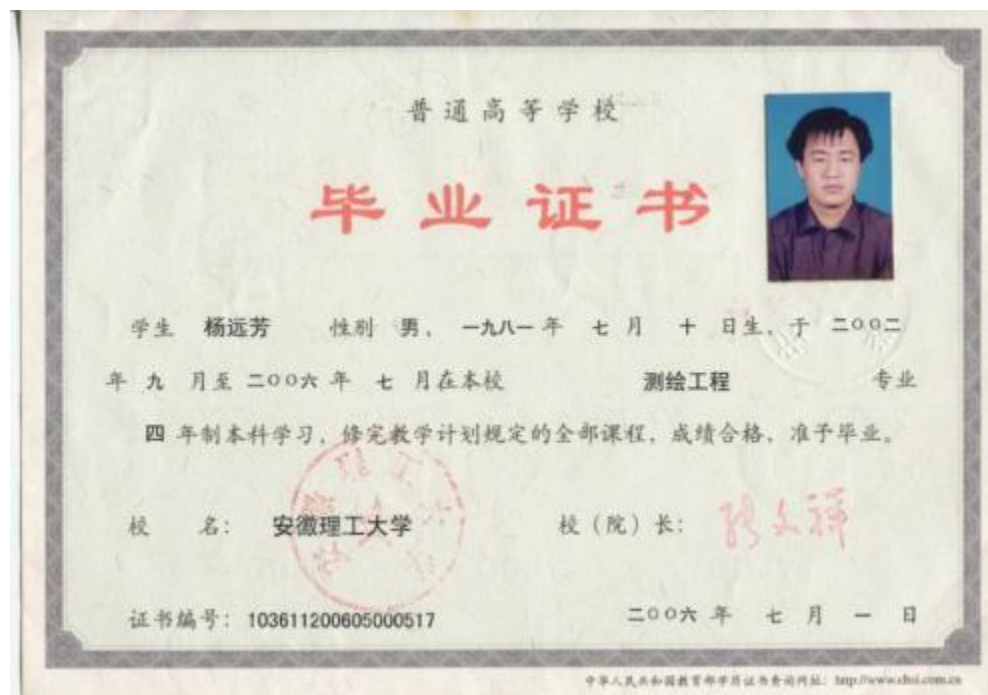 普通高等学校
毕业证书
学生 杨远芳 性别 男，一九八一年 七月 十 日生，于 二〇〇二
年 九 月至 二〇〇六 年 七 月在本校 测绘工程 专业
四 年制本科学习，修完教学计划规定的全部课程，成绩合格，准予毕业。
校 名： 安徽理工大学 校（院）长：
证书编号：103611200605000517 二〇〇六 年 七 月 一 日
中华人民共和国教育部学历证书查询网址：http://www.chsi.com.cn